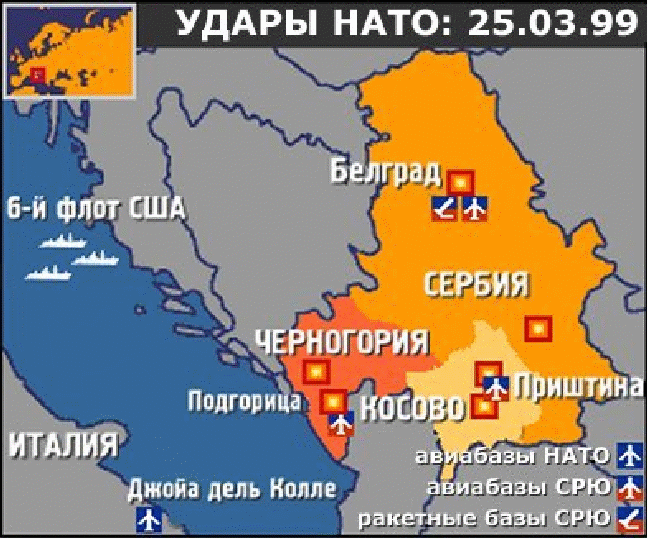 УДАРЫ НАТО: 25.03.99
Белград
6-й флот США
СЕРБИЯ
ЧЕРНОГОРИЯ
Приштина
Подгорица
КОСОВО
ИТАЛИЯ
авиабазы НАТО
Джойа дель Колле
авиабазы СРЮ
ракетные базы СРЮ